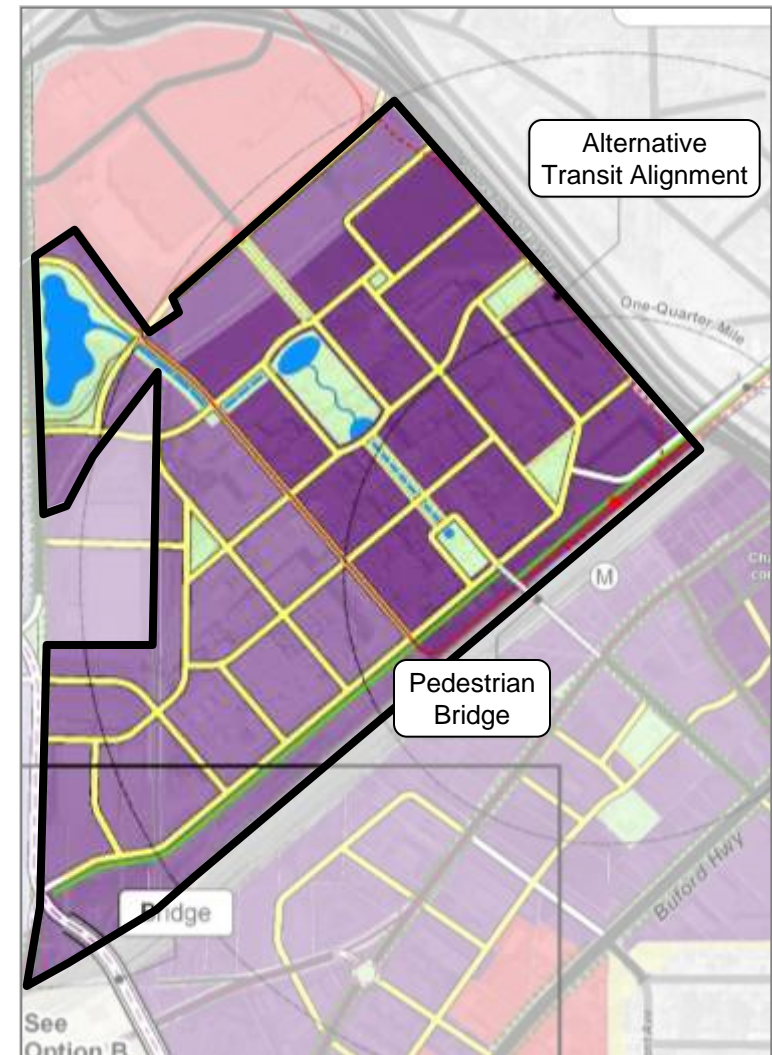 Alternative
Transit Alignment
One-Quarter Mile
M
Pedestrian
Bridge
Buford Hwy
Bridge
See
Option B